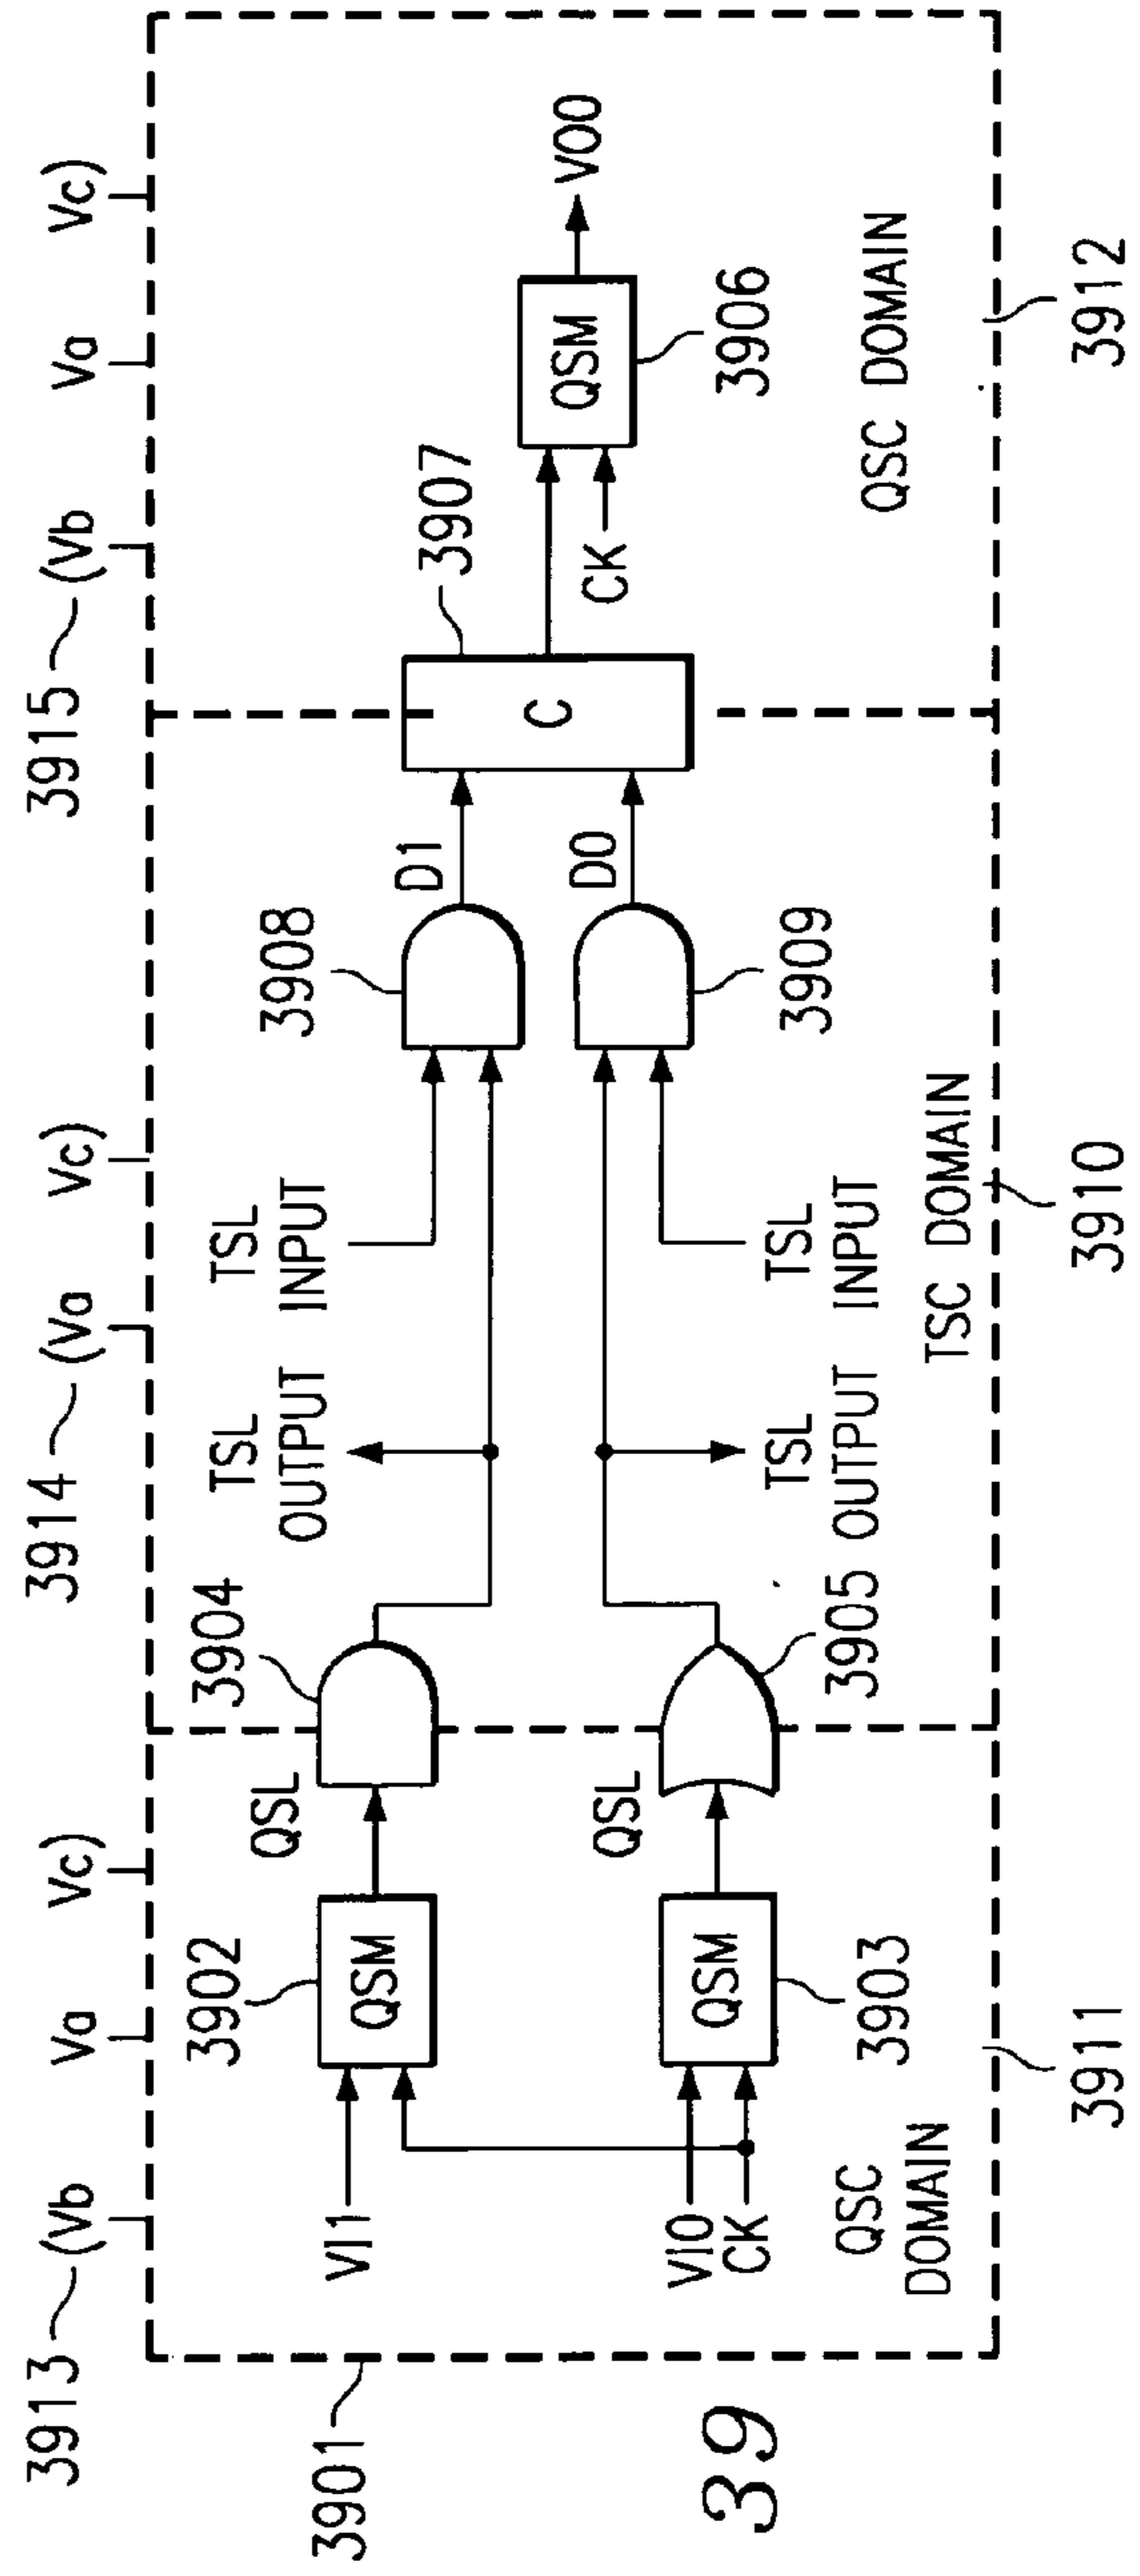 3913 (Vb Va Vc) 3914 (Va Vc) 3915 (Vb Va Vc)
3901
3902
QSM
VI1
QSL
3904
TSL
OUTPUT
TSL
INPUT
3908
D1
3907
C
VI0
CK
QSM
3903
QSL
3905
TSL
OUTPUT
TSL
INPUT
3909
D0
CK
QSM
VOO
3906
QSC
DOMAIN
TSC DOMAIN
QSC DOMAIN
3911
3910
3912
39